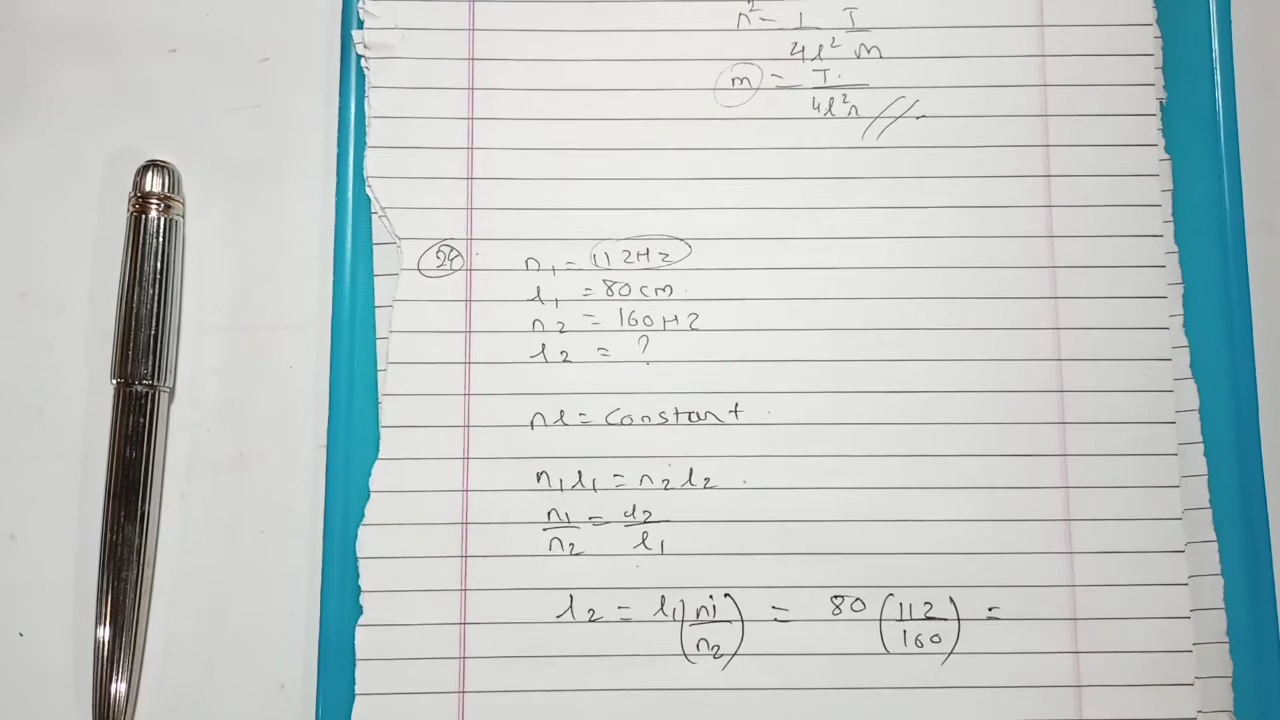 n² = 1/4l² T/m
m = T/4l²n
24
n₁ = 112Hz
l₁ = 80cm
n₂ = 160Hz
l₂ = ?
nl = constant
n₁l₁ = n₂l₂
n₁/n₂ = l₂/l₁
l₂ = l₁(n₁/n₂) = 80(112/160) =